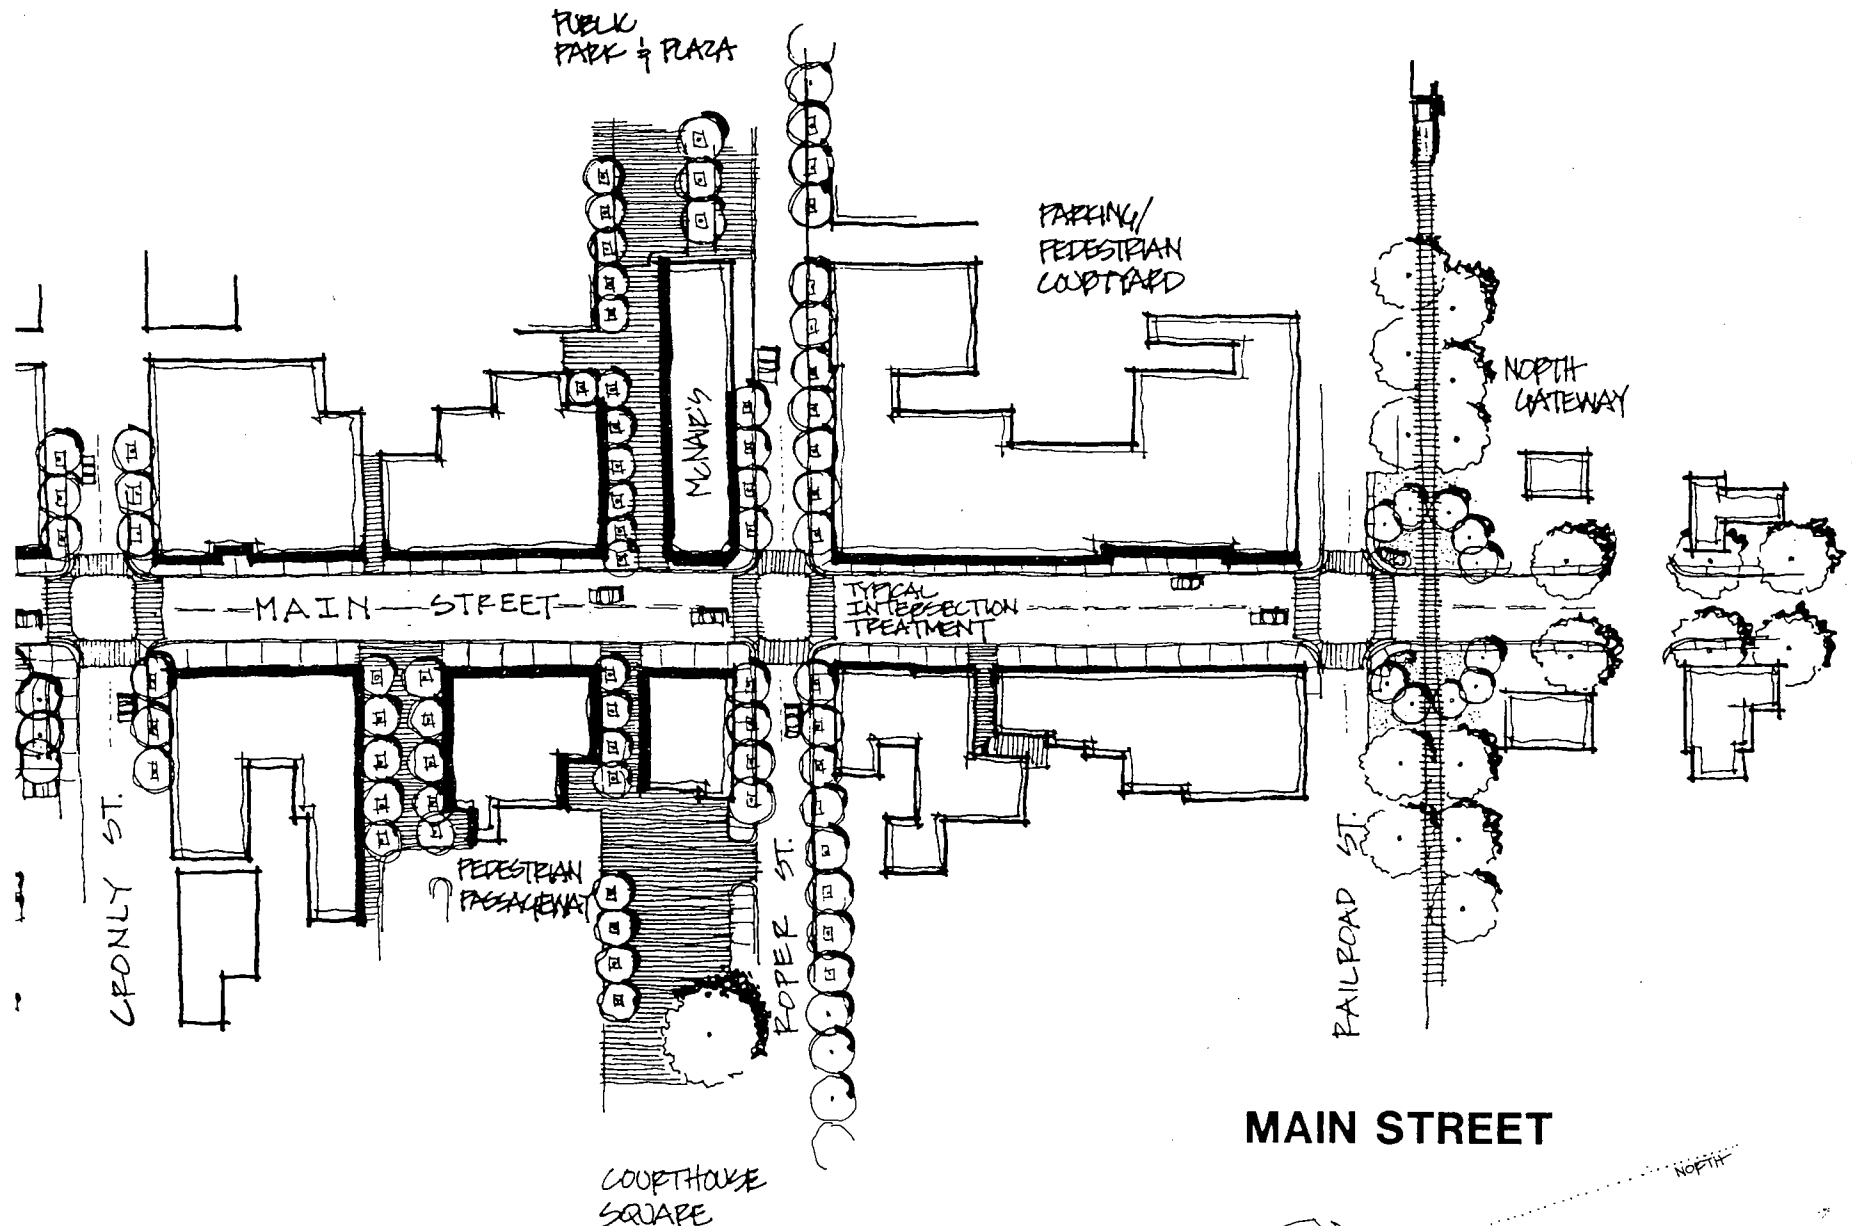 PUBLIC
PARK & PLAZA
PARKING/
PEDESTRIAN
COURTYARD
NORTH
GATEWAY
McNAIR'S
MAIN STREET
TYPICAL
INTERSECTION
TREATMENT
CRONLY ST.
PEDESTRIAN
PASSAGEWAY
ROPER ST.
RAILROAD ST.
MAIN STREET
NORTH
COURTHOUSE
SQUARE